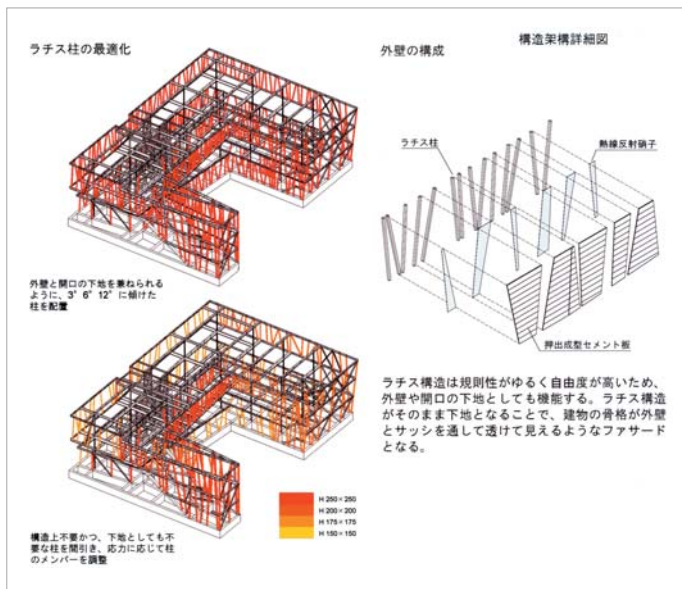 構造架構詳細図
ラチス柱の最適化
外壁と開口の下地を兼ねられる
ように、3°6°12°に傾けた
柱を配置
構造上不要かつ、下地としても不
要な柱を間引き、応力に応じて柱
のメンバーを調整
H 250×250
H 200×200
H 175×175
H 150×150
外壁の構成
ラチス柱
熱線反射硝子
押出成型セメント板
ラチス構造は規則性がゆるく自由度が高いため、
外壁や開口の下地としても機能する。ラチス構造
がそのまま下地となることで、建物の骨格が外壁
とサッシを通して透けて見えるようなファサード
となる。